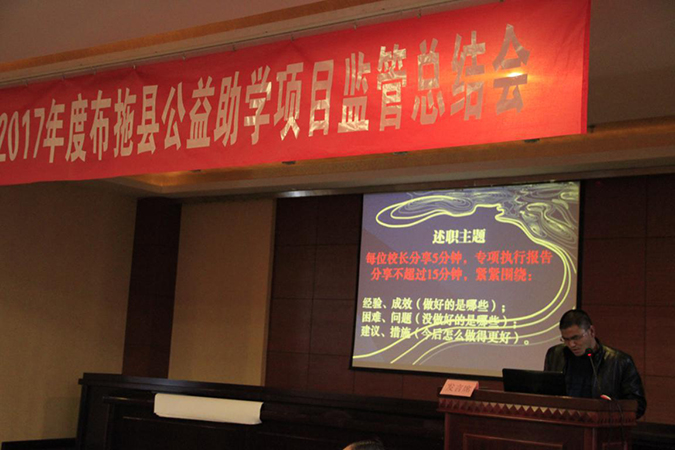 2017年度布拖县公益助学项目监管总结会
述职主题
每位校长分享5分钟，专项执行报告
分享不超过15分钟，紧紧围绕：
经验、成效（做好的是哪些）；
困难、问题（没做好的是哪些）；
建议、措施（今后怎么做得更好）。
发言席